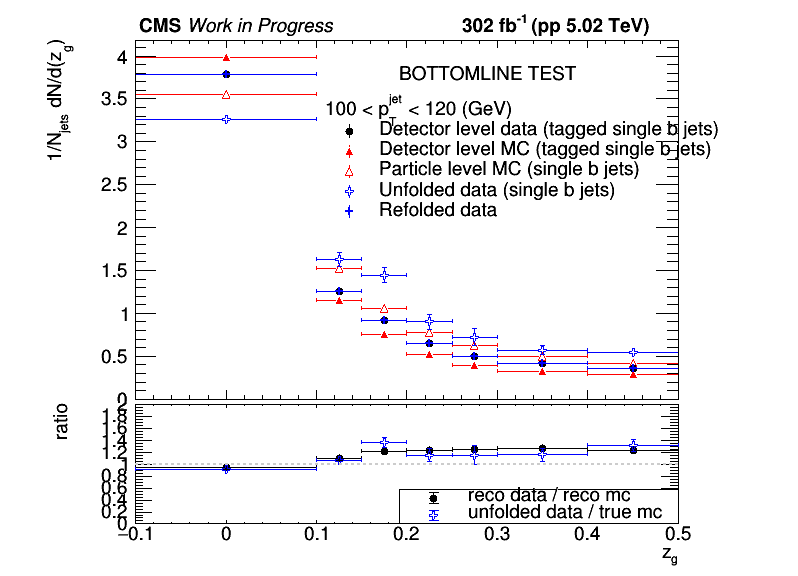 CMS Work in Progress
302 fb-1 (pp 5.02 TeV)
1/Njets dN/d(zg)
BOTTOMLINE TEST
100 < pTjet < 120 (GeV)
Detector level data (tagged single b jets)
Detector level MC (tagged single b jets)
Particle level MC (single b jets)
Unfolded data (single b jets)
Refolded data
4
3.5
3
2.5
2
1.5
1
0.5
0
ratio
2
1.8
1.6
1.4
1.2
1
0.8
0.6
0.4
0.2
0
reco data / reco mc
unfolded data / true mc
−0.1 0 0.1 0.2 0.3 0.4 0.5
zg